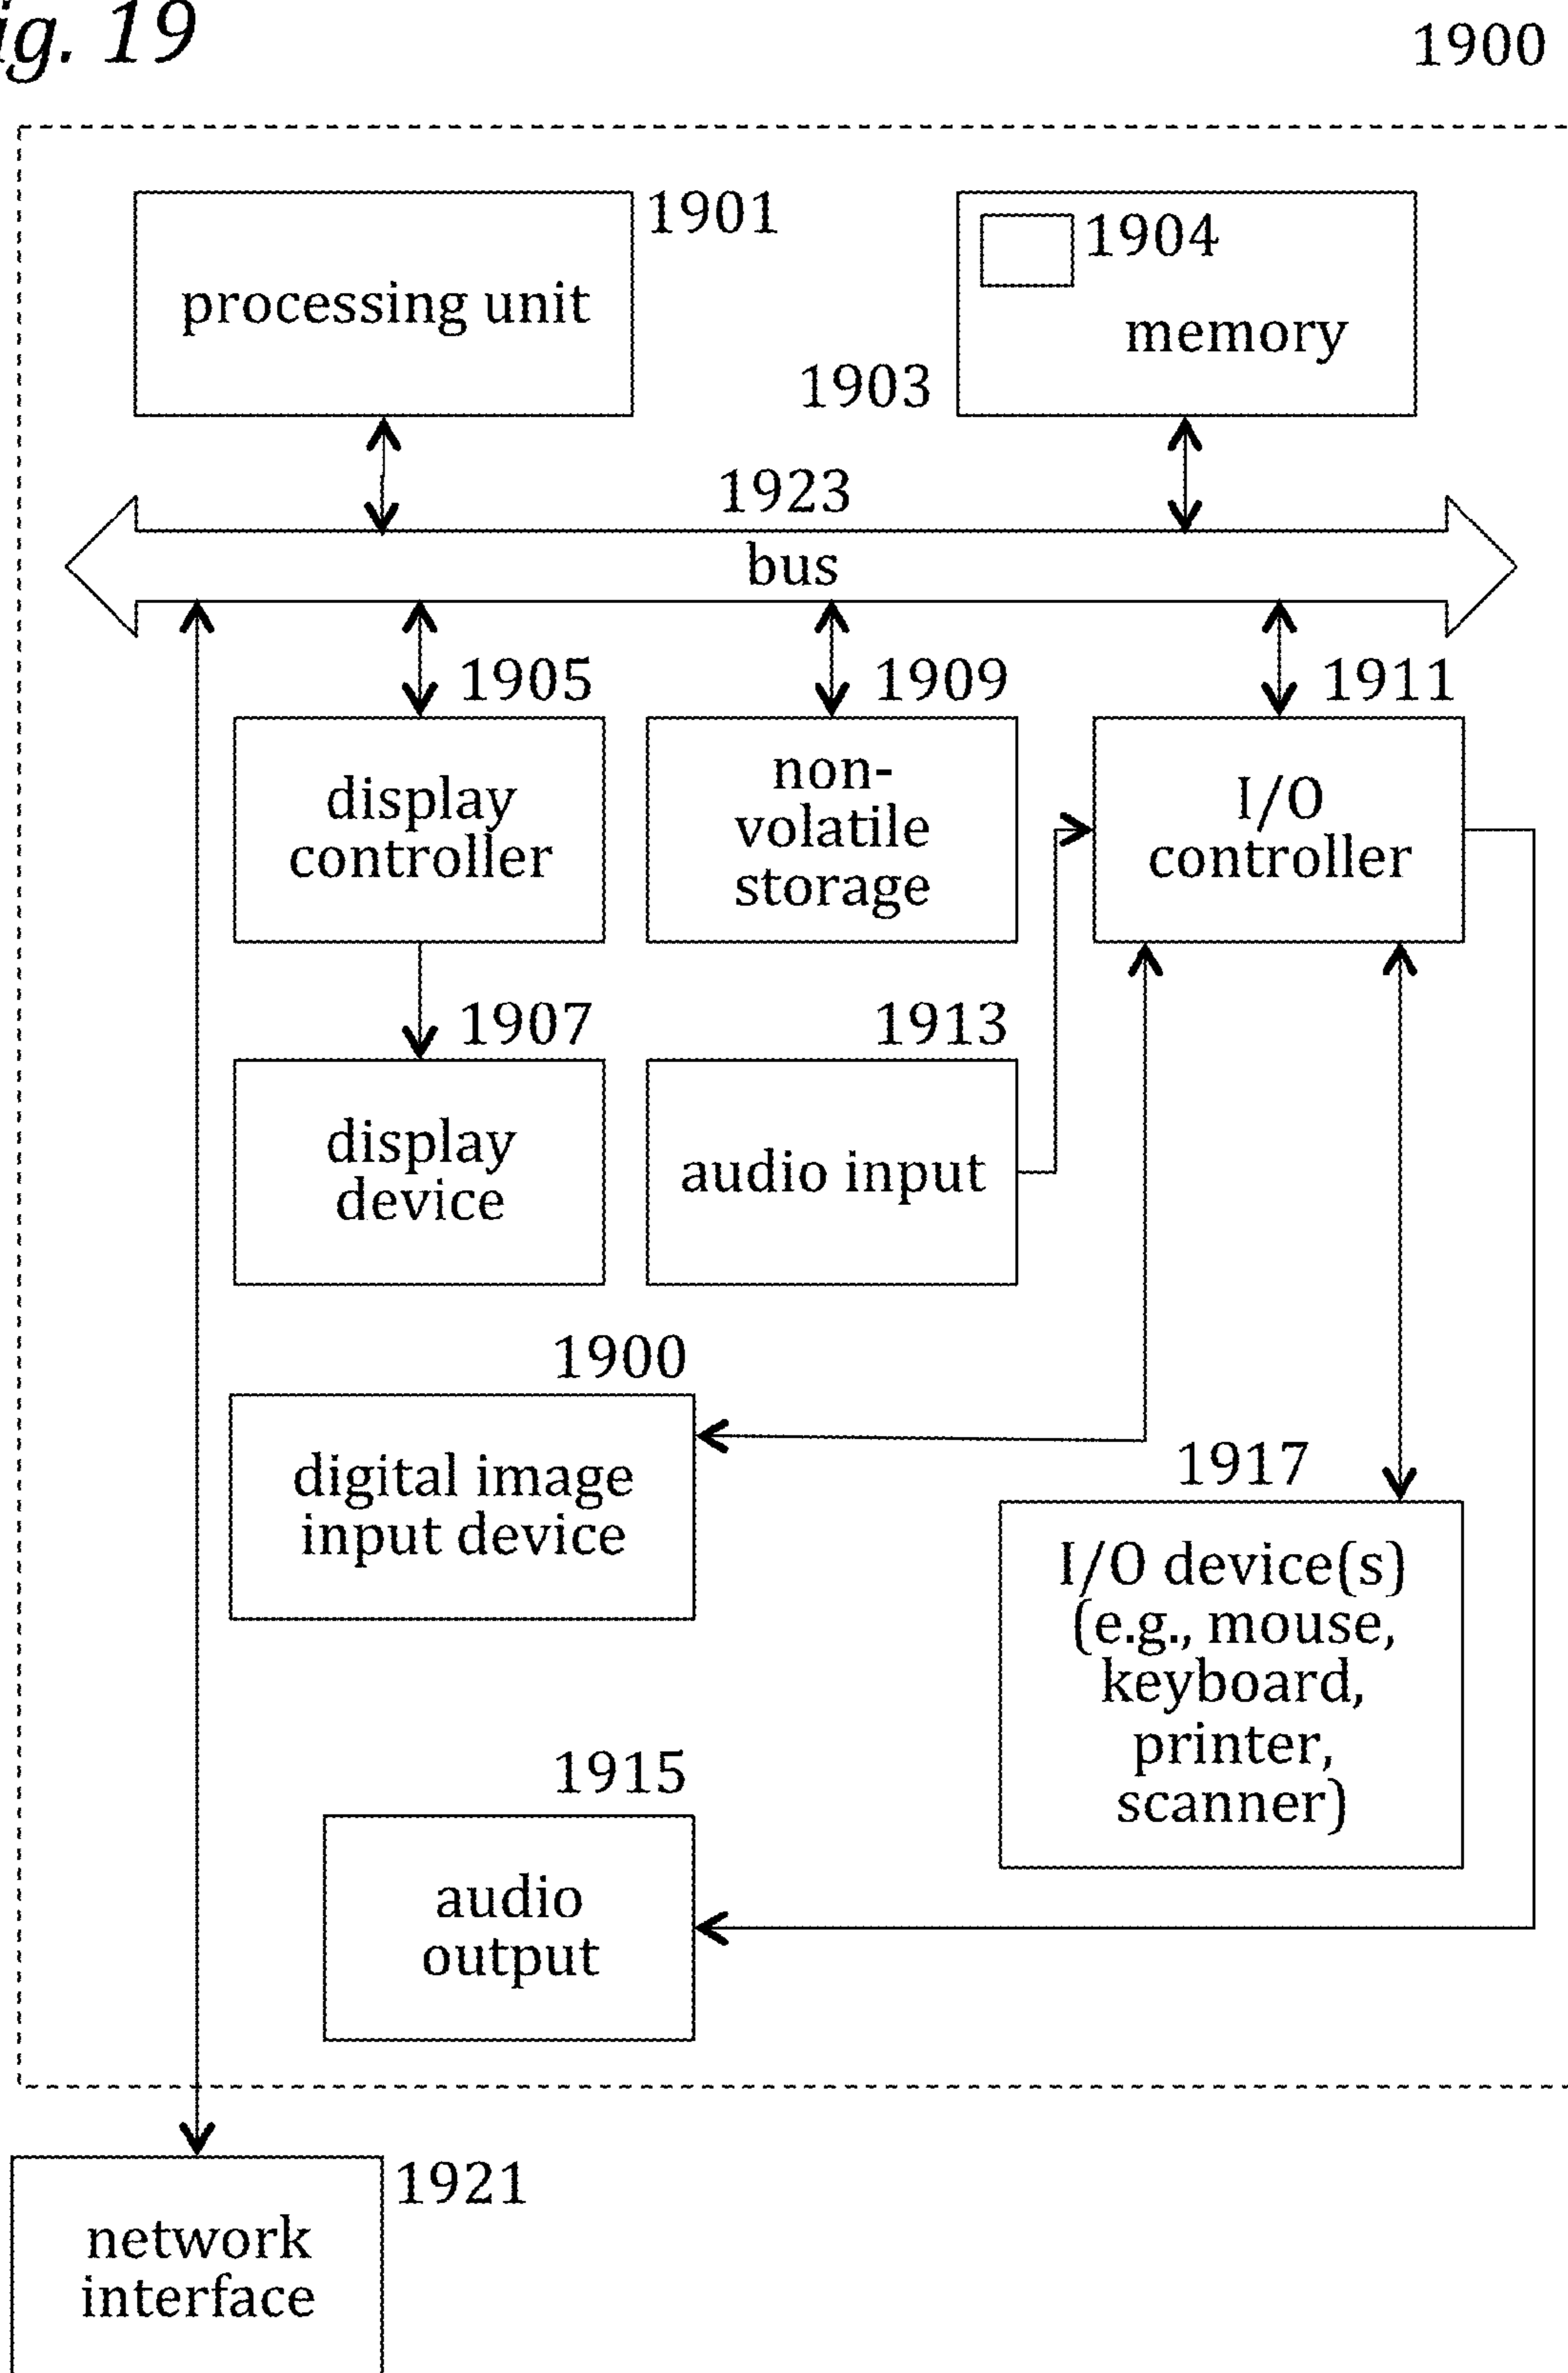 ig. 19
1900
1901
processing unit
1904
memory
1903
1923
bus
1905
display
controller
1909
non-
volatile
storage
1911
I/O
controller
1907
display
device
1913
audio input
1900
digital image
input device
1917
I/O device(s)
(e.g., mouse,
keyboard,
printer,
scanner)
1915
audio
output
1921
network
interface